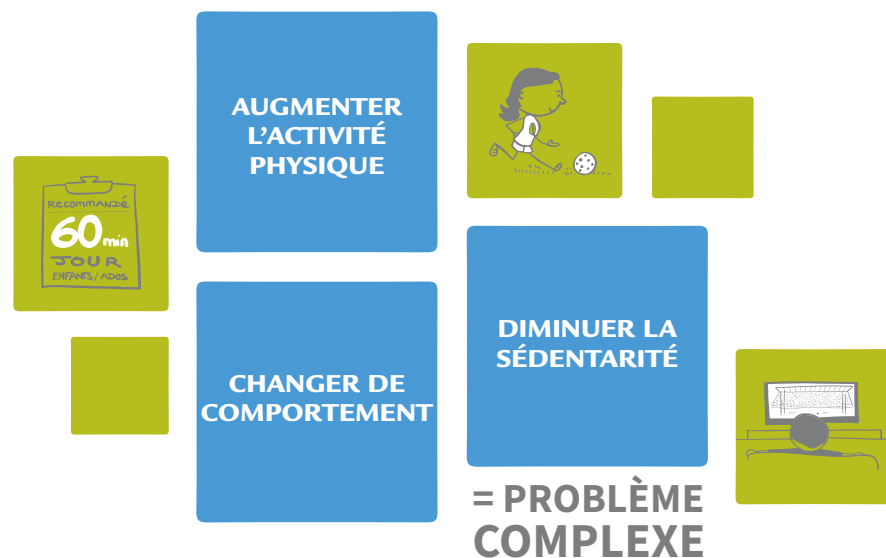 AUGMENTER
L'ACTIVITÉ
PHYSIQUE
RECOMMANDÉ
60 min
JOUR
ENFANTS / ADOS
CHANGER DE
COMPORTEMENT
DIMINUER LA
SÉDENTARITÉ
= PROBLÈME
COMPLEXE